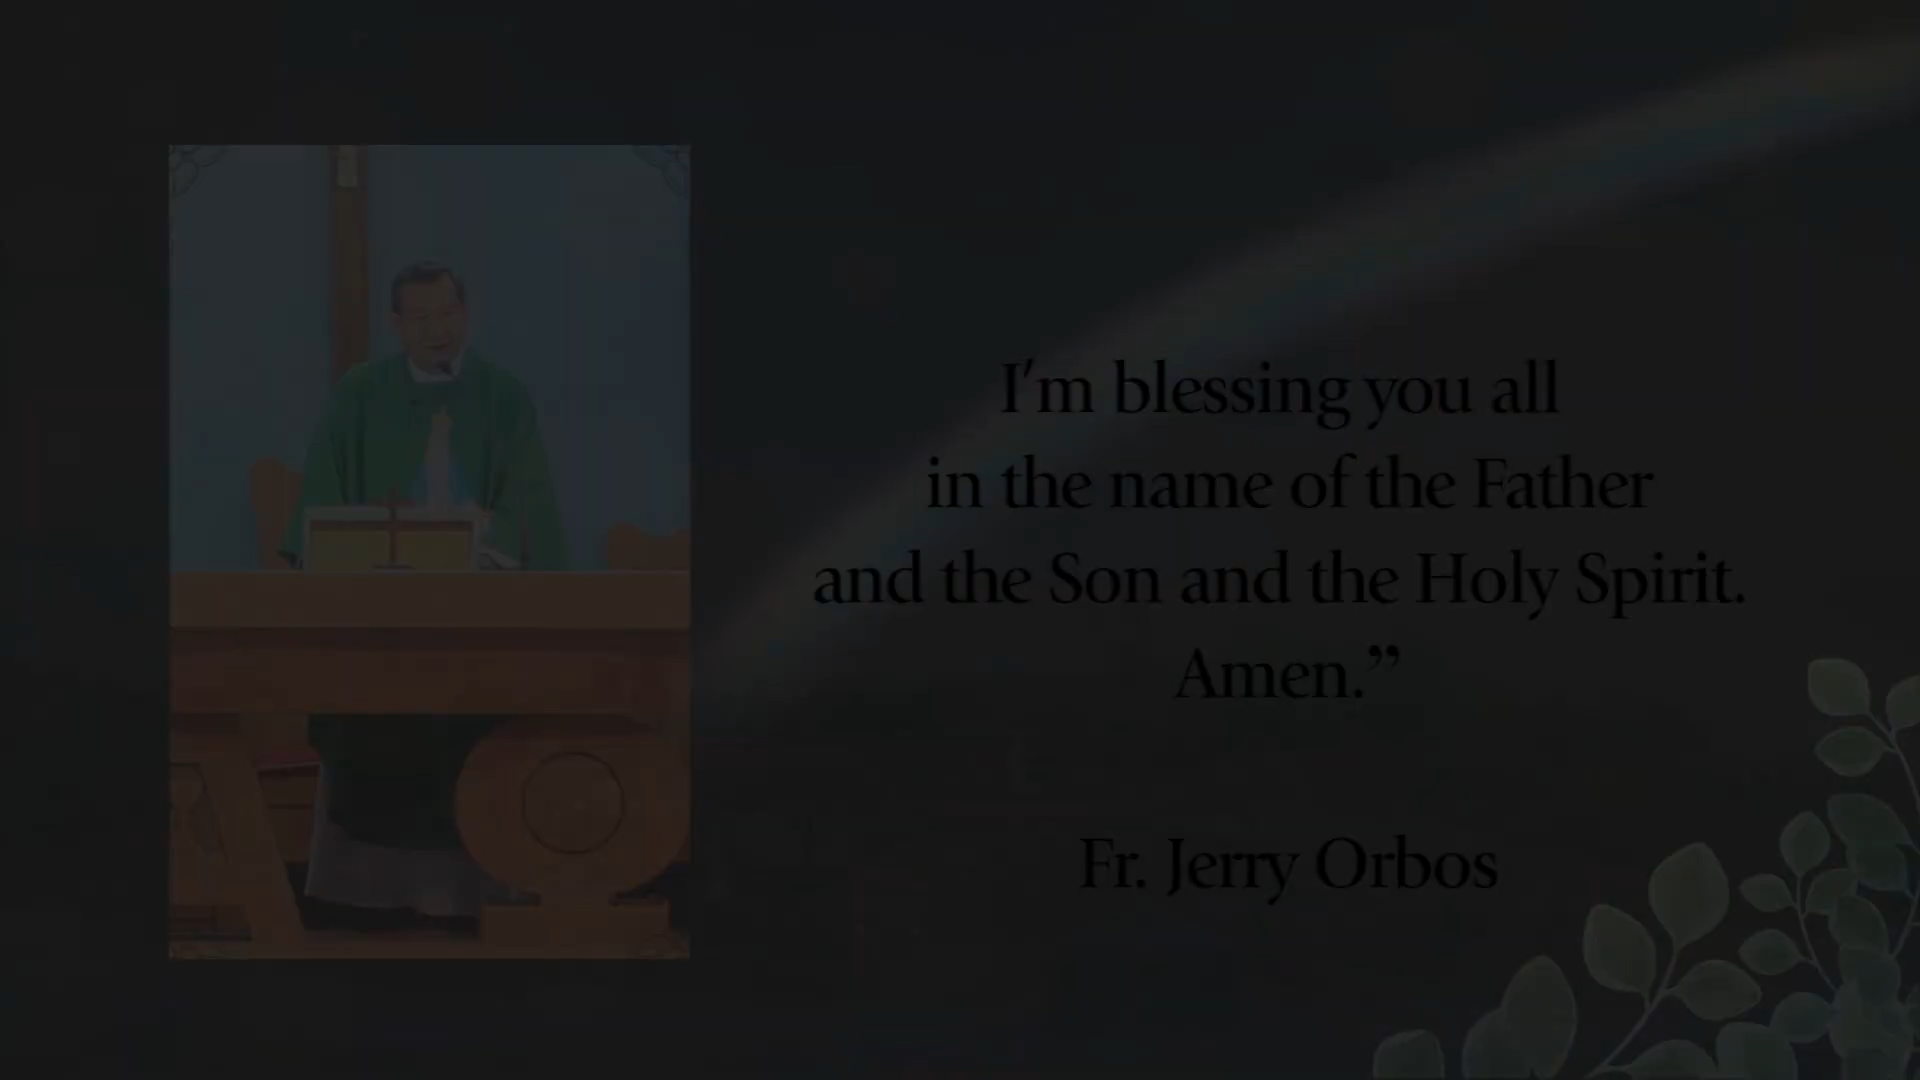 I'm blessing you all
in the name of the Father
and the Son and the Holy Spirit.
Amen.”
Fr. Jerry Orbos